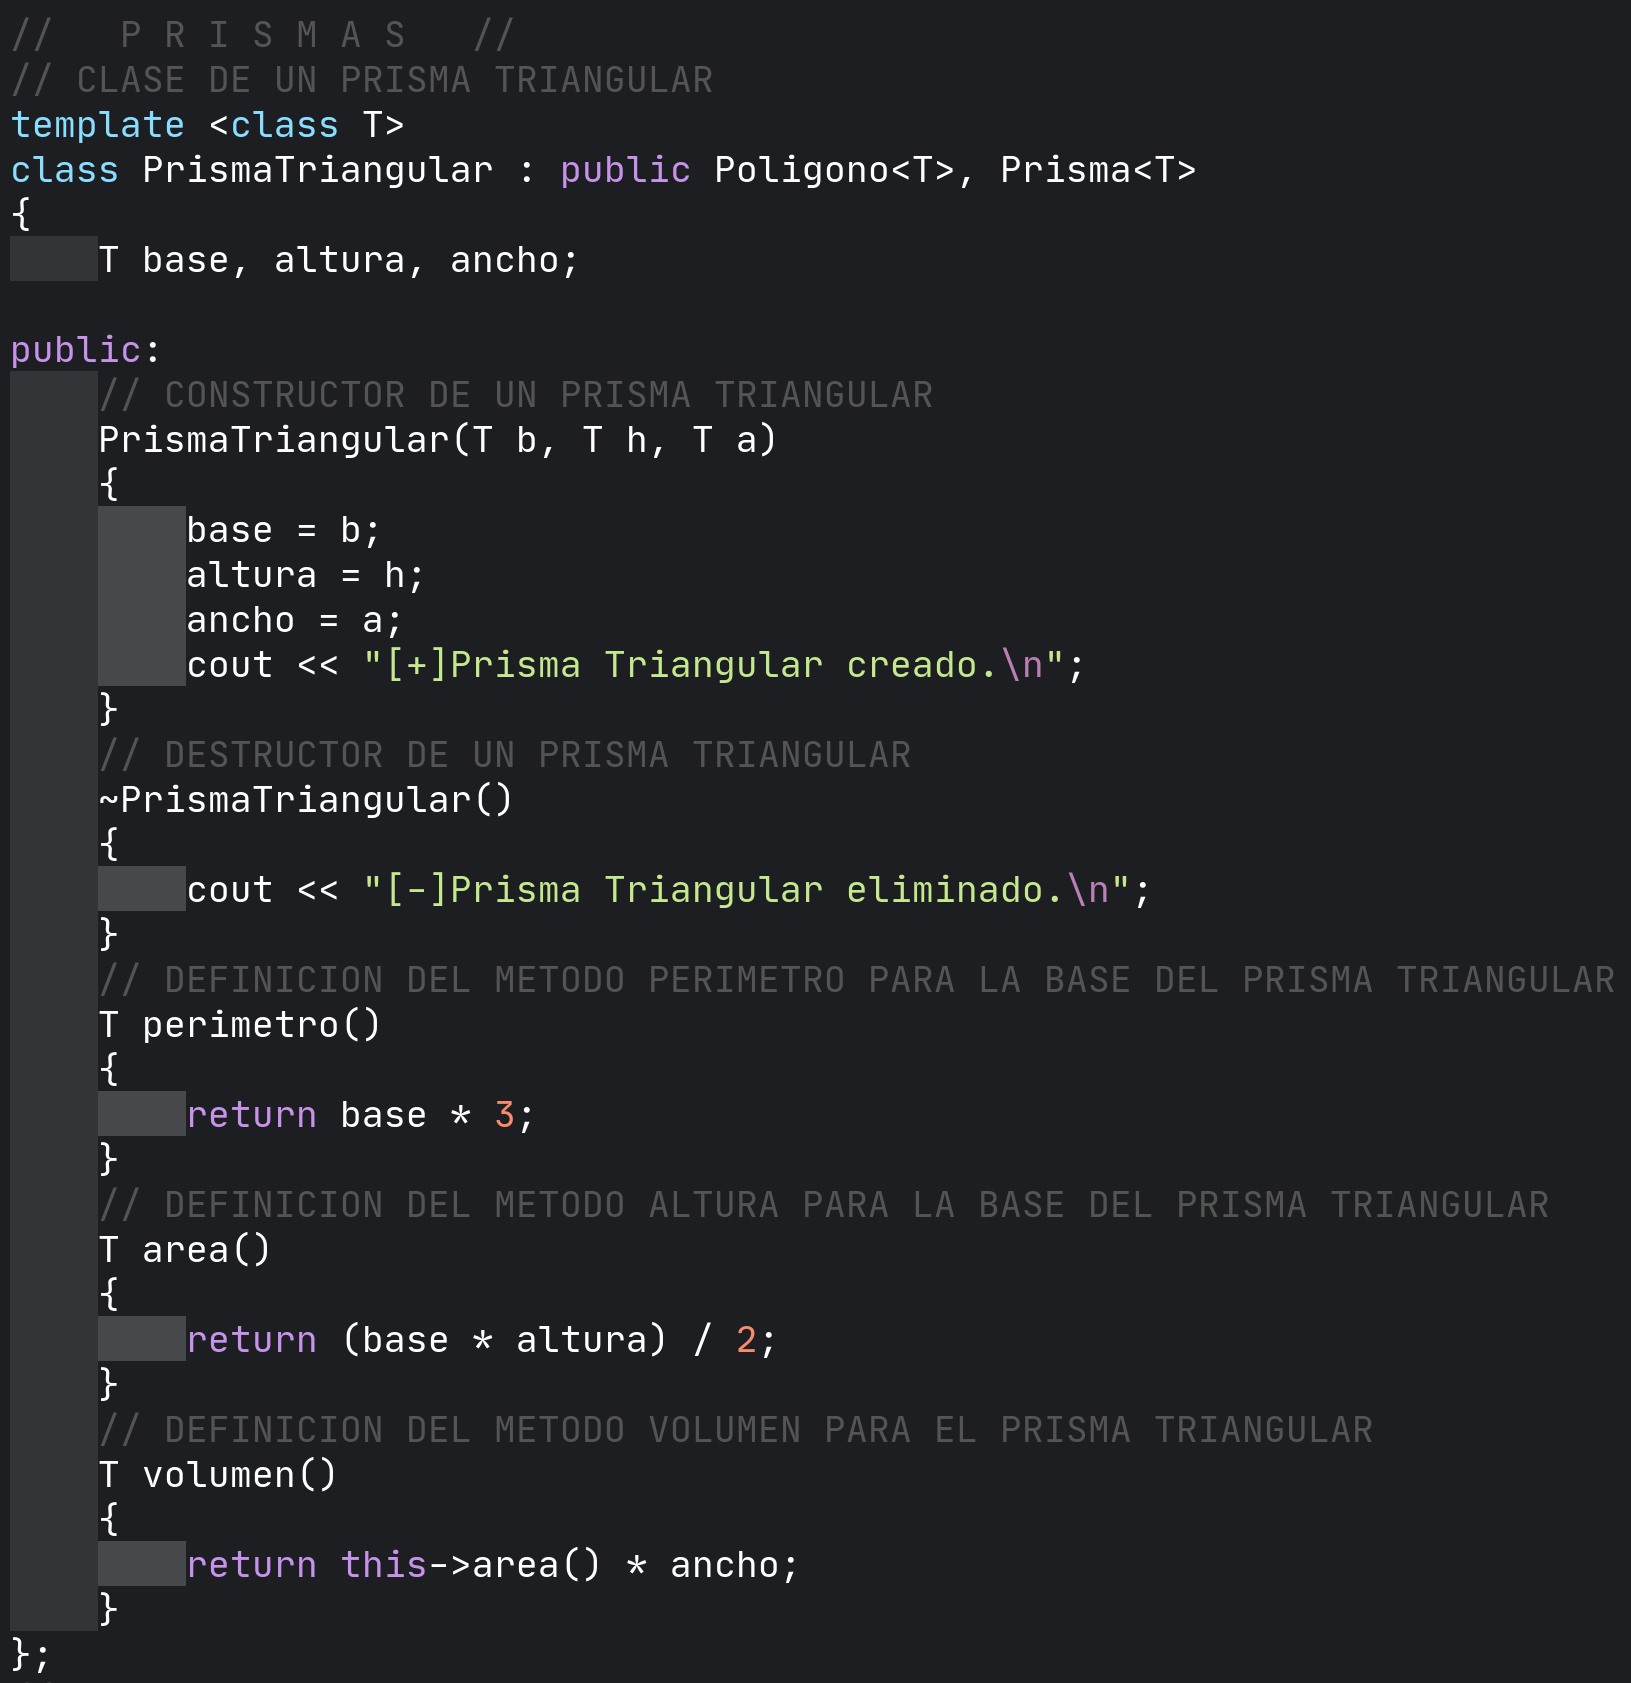 //   P R I S M A S   //
// CLASE DE UN PRISMA TRIANGULAR
template <class T>
class PrismaTriangular : public Poligono<T>, Prisma<T>
{
    T base, altura, ancho;

public:
    // CONSTRUCTOR DE UN PRISMA TRIANGULAR
    PrismaTriangular(T b, T h, T a)
    {
        base = b;
        altura = h;
        ancho = a;
        cout << "[+]Prisma Triangular creado.\n";
    }
    // DESTRUCTOR DE UN PRISMA TRIANGULAR
    ~PrismaTriangular()
    {
        cout << "[-]Prisma Triangular eliminado.\n";
    }
    // DEFINICION DEL METODO PERIMETRO PARA LA BASE DEL PRISMA TRIANGULAR
    T perimetro()
    {
        return base * 3;
    }
    // DEFINICION DEL METODO ALTURA PARA LA BASE DEL PRISMA TRIANGULAR
    T area()
    {
        return (base * altura) / 2;
    }
    // DEFINICION DEL METODO VOLUMEN PARA EL PRISMA TRIANGULAR
    T volumen()
    {
        return this->area() * ancho;
    }
};